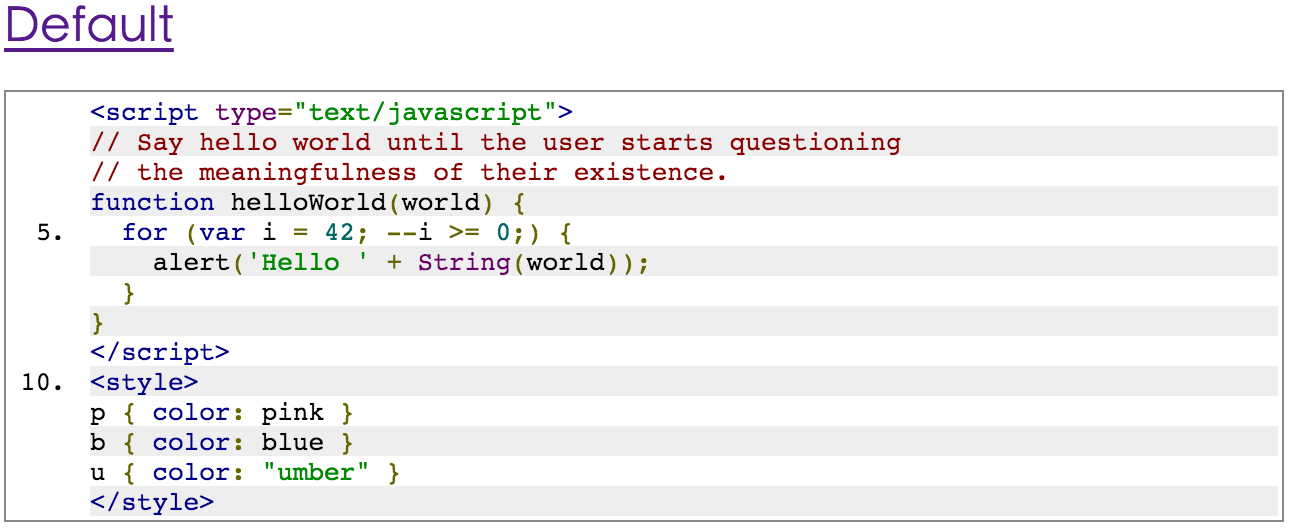 Default
<script type="text/javascript">
// Say hello world until the user starts questioning
// the meaningfulness of their existence.
function helloWorld(world) {
5.   for (var i = 42; --i >= 0;) {
    alert('Hello ' + String(world));
  }
}
</script>
10. <style>
p { color: pink }
b { color: blue }
u { color: "umber" }
</style>